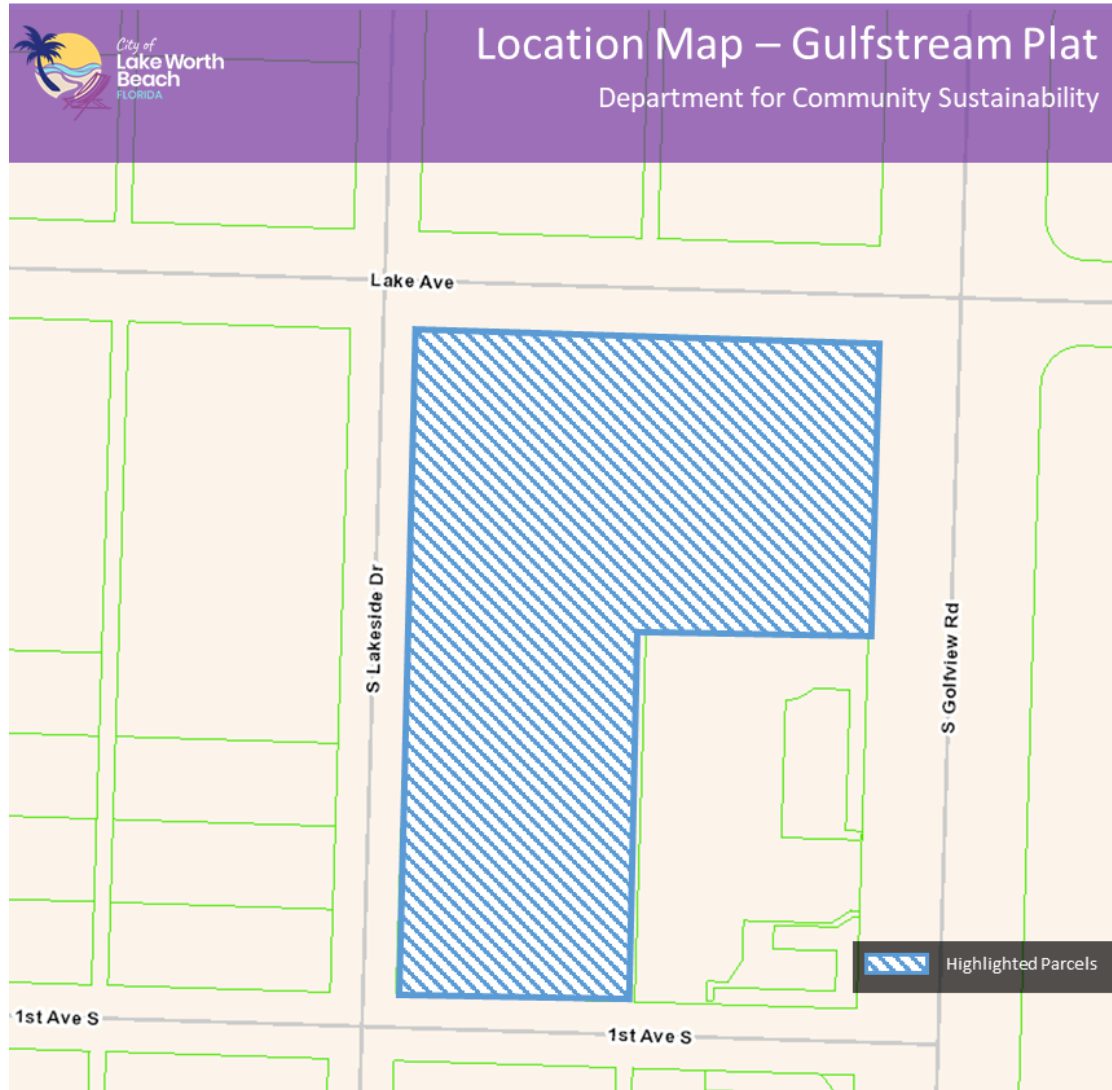 City of
Lake Worth
Beach
FLORIDA
Location Map – Gulfstream Plat
Department for Community Sustainability
Lake Ave
S Lakeside Dr
S Golfview Rd
Highlighted Parcels
1st Ave S
1st Ave S